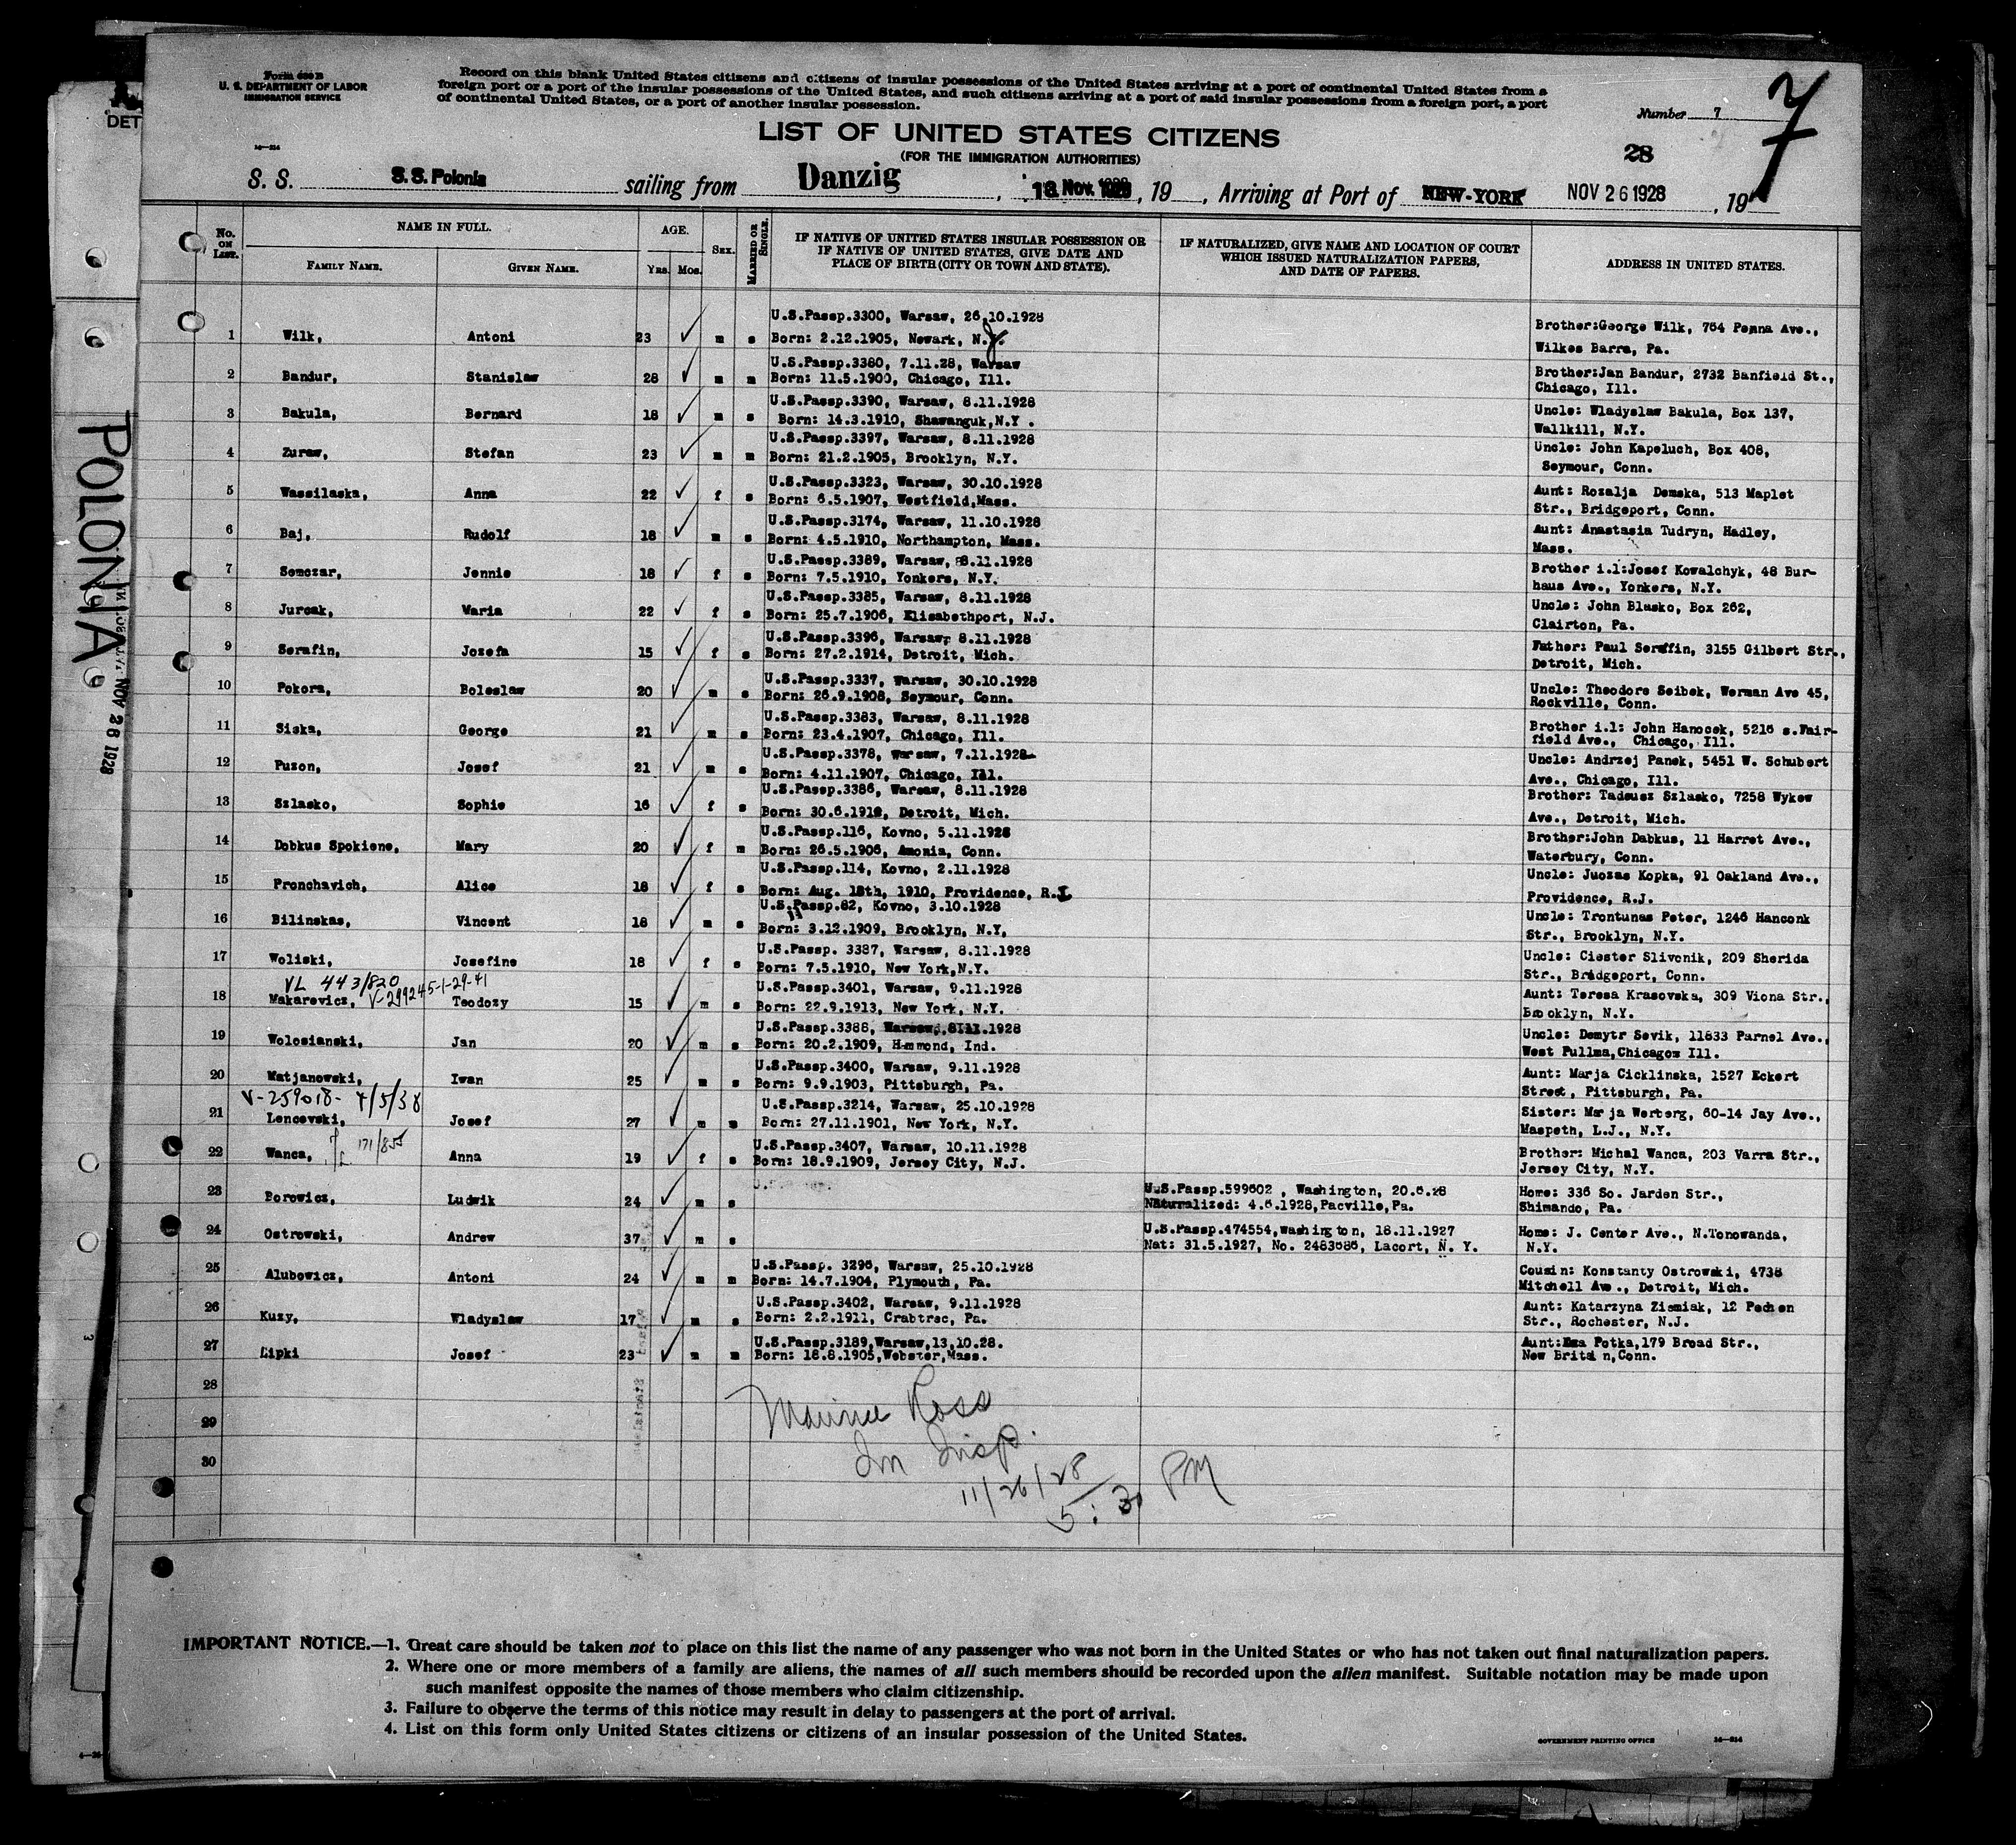 Form 630 B
U. S. DEPARTMENT OF LABOR
IMMIGRATION SERVICE
Record on this blank United States citizens and citizens of insular possessions of the United States arriving at a port of continental United States from a
foreign port or a port of the insular possessions of the United States, and such citizens arriving at a port of said insular possessions from a foreign port, a port
of continental United States, or a port of another insular possession.
Number 7
7
LIST OF UNITED STATES CITIZENS
(FOR THE IMMIGRATION AUTHORITIES)
28
S. S. S.S. Polonia sailing from Danzig, Nov. 19 , Arriving at Port of NEW-YORK NOV 26 1928, 19
No. ON LIST. NAME IN FULL. FAMILY NAME. GIVEN NAME. AGE. Yrs. Mos. SEX. MARRIED OR SINGLE. IF NATIVE OF UNITED STATES INSULAR POSSESSION OR IF NATIVE OF UNITED STATES, GIVE DATE AND PLACE OF BIRTH (CITY OR TOWN AND STATE). IF NATURALIZED, GIVE NAME AND LOCATION OF COURT WHICH ISSUED NATURALIZATION PAPERS, AND DATE OF PAPERS. ADDRESS IN UNITED STATES.
1 Wilk, Antoni 23 m s U.S.Passp.3300, Warsaw, 26.10.1928 Born: 2.12.1905, Newark, N.J. Brother:George Wilk, 764 Penna Ave., Wilkes Barra, Pa.
2 Bandur, Stanislaw 28 m m U.S.Passp.3380, 7.11.28, Warsaw Born: 11.5.1900, Chicago, Ill. Brother:Jan Bandur, 2732 Banfield St., Chicago, Ill.
3 Bakula, Bernard 18 m s U.S.Passp.3390, Warsaw, 8.11.1928 Born: 14.3.1910, Shawanguk,N.Y . Uncle: Wladyslaw Bakula, Box 137, Wallkill, N.Y.
4 Zuraw, Stefan 23 m m U.S.Passp.3397, Warsaw, 8.11.1928 Born: 21.2.1905, Brooklyn, N.Y. Uncle: John Kapeluch, Box 408, Seymour, Conn.
5 Wassilaska, Anna 22 f s U.S.Passp.3323, Warsaw, 30.10.1928 Born: 6.5.1907, Westfield,Mass. Aunt: Rozalja Demska, 513 Maplet Str., Bridgeport, Conn.
6 Baj, Rudolf 18 m s U.S.Passp.3174, Warsaw, 11.10.1928 Born: 4.5.1910, Northampton, Mass. Aunt: Anastasia Tudryn, Hadley, Mass.
7 Semczar, Jennie 18 f s U.S.Passp.3389, Warsaw, 8.11.1928 Born: 7.5.1910, Yonkers, N.Y. Brother i.l:Josef Kowalchyk, 48 Bur- haus Ave., Yonkers, N.Y.
8 Jurcak, Maria 22 f s U.S.Passp.3385, Warsaw, 8.11.1928 Born: 25.7.1906, Elisabethport, N.J. Uncle: John Blasko, Box 262, Clairton, Pa.
9 Serafin, Jozefa 15 f s U.S.Passp.3396, Warsaw, 8.11.1928 Born: 27.2.1914, Detroit, Mich. Father: Paul Seraffin, 3155 Gilbert Str., Detroit, Mich.
10 Pokora, Boleslaw 20 m s U.S.Passp.3337, Warsaw, 30.10.1928 Born: 26.9.1908, Seymour, Conn. Uncle: Theodore Seibek, Werman Ave 45, Rockville, Conn.
11 Siska, George 21 m s U.S.Passp.3383, Warsaw, 8.11.1928 Born: 23.4.1907, Chicago, Ill. Brother i.l: John Hanocek, 5216 s.Fair- field Ave., Chicago, Ill.
12 Puzon, Josef 21 m s U.S.Passp.3378, Warsaw, 7.11.1928 Born: 4.11.1907, Chicago, Ill. Uncle: Andrzej Panek, 5451 W. Schubert Ave., Chicago, Ill.
13 Szlasko, Sophie 16 f s U.S.Passp.3386, Warsaw, 8.11.1928 Born: 30.6.1912, Detroit, Mich. Brother: Tadeusz Szlasko, 7258 Wykow Ave., Detroit, Mich.
14 Dobkus Spokiene, Mary 20 f m U.S.Passp.116, Kovno, 5.11.1928 Born: 26.5.1906, Amonia, Conn. Brother:John Dabkus, 11 Harret Ave., Waterbury, Conn.
15 Pronchavich, Alice 18 f s U.S.Passp.114, Kovno, 2.11.1928 Born: Aug. 18th, 1910, Providence, R.I Uncle: Juozas Kopka, 91 Oakland Ave., Providence, R.J.
16 Bilinskas, Vincent 18 m s U.S.Passp.82, Kovno, 3.10.1928 Born: 3.12.1909, Brooklyn, N.Y, Uncle: Trontunas Peter, 1246 Hanconk Str., Brooklyn, N.Y.
17 Woliski, Josefine 18 f s U.S.Passp. 3387, Warsaw, 8.11.1928 Born: 7.5.1910, New York,N.Y. Uncle: Ciester Slivonik, 209 Sherida Str., Bridgeport, Conn.
VL 443/820
V-299245-1-29-41
18 Makarevicz, Teodozy 15 m s U.S.Passp.3401, Warsaw, 9.11.1928 Born: 22.9.1913, New York, N.Y. Aunt: Teresa Krasovska, 309 Viona Str., Brooklyn, N.Y.
19 Wolosianski, Jan 20 m s U.S.Passp.3388, Warsaw, 8.11.1928 Born: 20.2.1909, Hammond, Ind. Uncle: Demytr Sevik, 11833 Parnel Ave., West Pullma,Chicago Ill.
20 Matjanowski, Iwan 25 m s U.S.Passp.3400, Warsaw, 9.11.1928 Born: 9.9.1903, Pittsburgh, Pa. Aunt: Marja Cicklinska, 1527 Eckert Street, Pittsburgh, Pa.
V-259018- 4/5/38
21 Lencevski, Josef 27 m m U.S.Passp.3214, Warsaw, 25.10.1928 Born: 27.11.1901, New York, N.Y. Sister: Marja Werberg, 60-14 Jay Ave., Maspeth, L.J., N.Y.
171/855
22 Wanca, Anna 19 f s U.S.Passp.3407, Warsaw, 10.11.1928 Born: 18.9.1909, Jersey City, N.J. Brother: Michal Wanca, 203 Varra Str., Jersey City, N.Y.
23 Borowicz, Ludwik 24 m s U.S.Passp.599602 , Washington, 20.6.28 Naturalized: 4.6.1928,Pacville,Pa. Home: 336 So. Jarden Str., Shimando, Pa.
24 Ostrowski, Andrew 37 m s U.S.Passp.474554,Washington, 18.11.1927 Nat: 31.5.1927, No. 2483686, Lacort, N. Y. Home: J. Center Ave., N.Tonowanda, N.Y.
25 Alubowicz, Antoni 24 m m U.S.Passp. 3296, Warsaw, 25.10.1928 Born: 14.7.1904, Plymouth, Pa. Cousin: Konstanty Ostrowski, 4738 Mitchell Ave., Detroit, Mich.
26 Kuzy, Wladyslaw 17 m s U.S.Passp.3402, Warsaw, 9.11.1928 Born: 2.2.1911, Crabtree, Pa. Aunt: Katarzyna Zismiak, 12 Pechen Str., Rochester, N.J.
27 Lipki Josef 23 m m U.S.Passp.3189,Warsaw,13,10.28. Born: 18.8.1905,Webster,Mass. Aunt: Potka,179 Broad Str., New Britain,Conn.
28
29
30
Maurice Ross
Im Insp.
11/26/28
5:30 PM
POLONIA
NOV 26 1928
IMPORTANT NOTICE.—1. Great care should be taken not to place on this list the name of any passenger who was not born in the United States or who has not taken out final naturalization papers.
2. Where one or more members of a family are aliens, the names of all such members should be recorded upon the alien manifest. Suitable notation may be made upon
such manifest opposite the names of those members who claim citizenship.
3. Failure to observe the terms of this notice may result in delay to passengers at the port of arrival.
4. List on this form only United States citizens or citizens of an insular possession of the United States.
GOVERNMENT PRINTING OFFICE 14—314